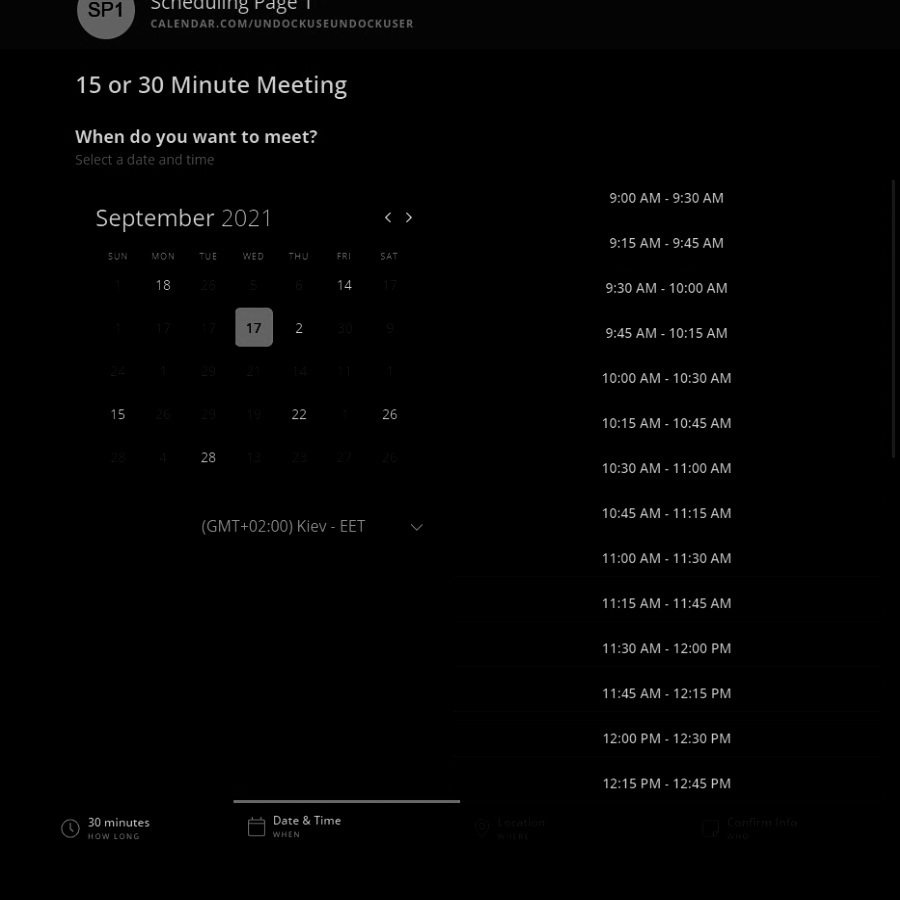 SP1
Scheduling Page 1
CALENDAR.COM/UNDOCKUSEUNDOCKUSER
15 or 30 Minute Meeting
When do you want to meet?
Select a date and time
September 2021
SUN MON TUE WED THU FRI SAT
1 18 26 5 6 14 17
1 17 17 17 2 30 9
24 1 29 21 14 11 1
15 26 29 19 22 1 26
28 4 28 13 23 27 26
(GMT+02:00) Kiev - EET
9:00 AM - 9:30 AM
9:15 AM - 9:45 AM
9:30 AM - 10:00 AM
9:45 AM - 10:15 AM
10:00 AM - 10:30 AM
10:15 AM - 10:45 AM
10:30 AM - 11:00 AM
10:45 AM - 11:15 AM
11:00 AM - 11:30 AM
11:15 AM - 11:45 AM
11:30 AM - 12:00 PM
11:45 AM - 12:15 PM
12:00 PM - 12:30 PM
12:15 PM - 12:45 PM
30 minutes
HOW LONG
Date & Time
WHEN
Location
WHERE
Confirm Info
WHO